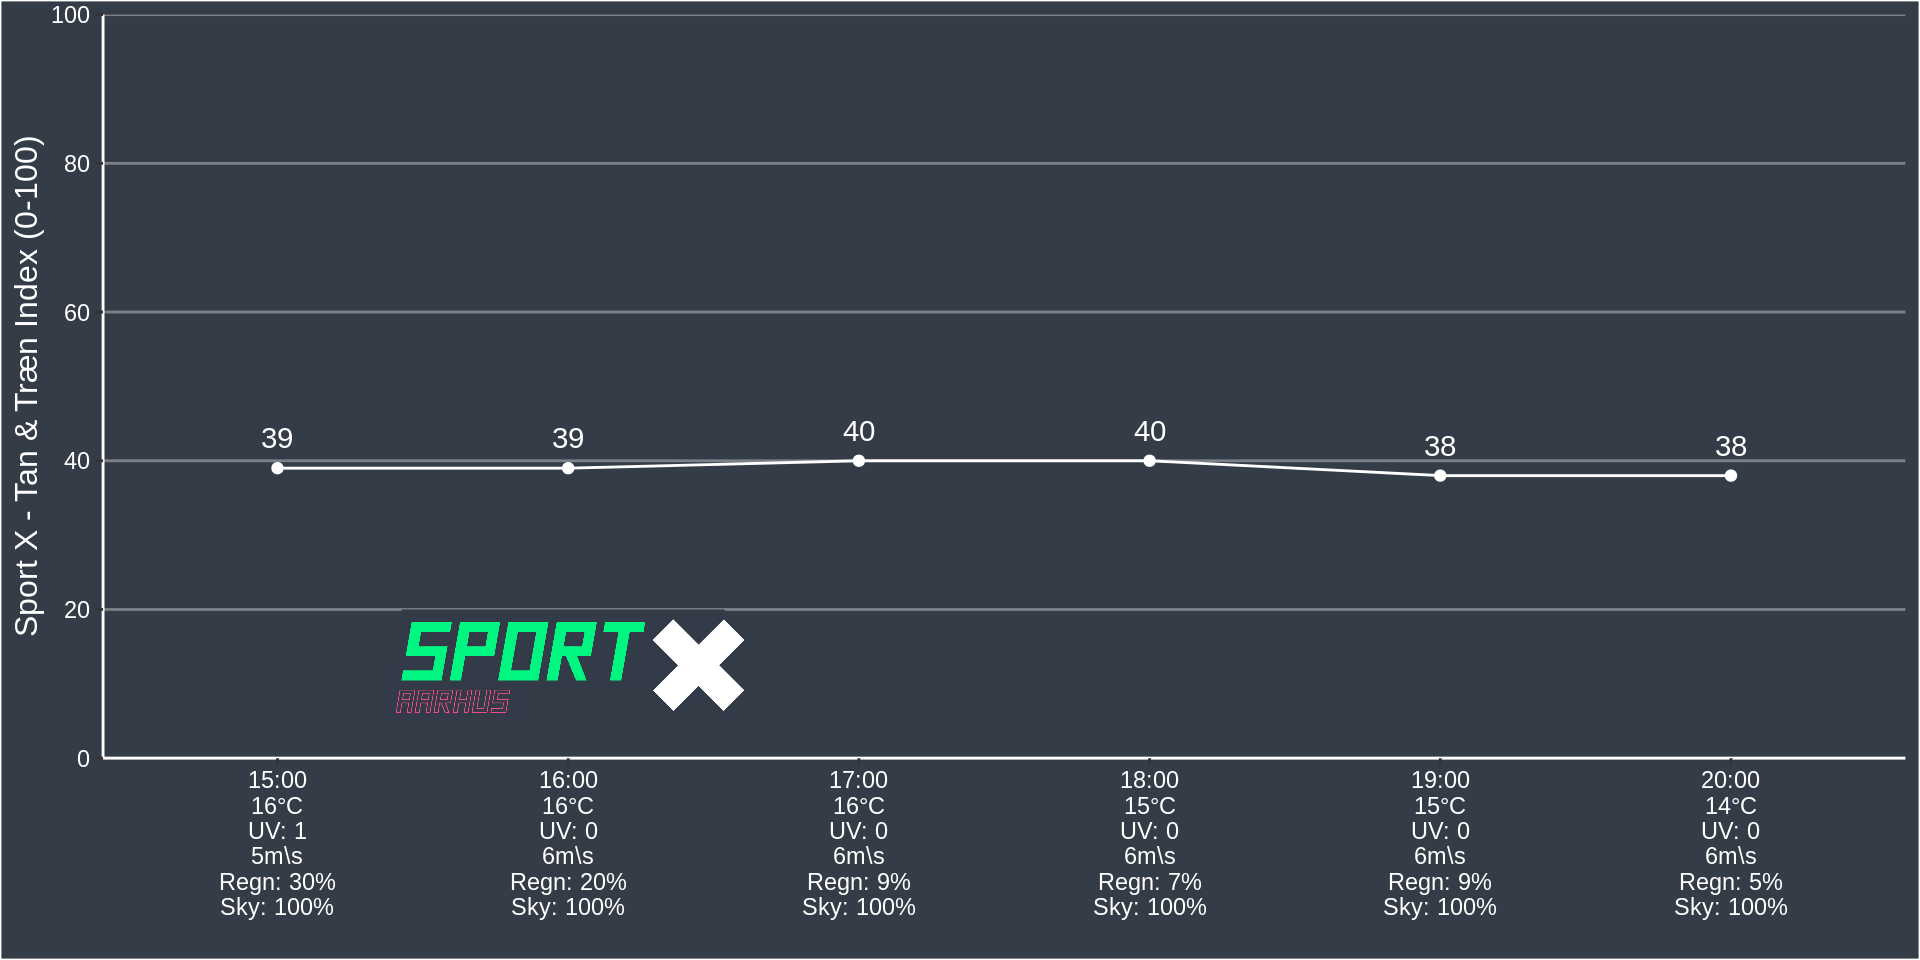 Sport X - Tan & Træn Index (0-100)
100
80
60
40
20
0
39
39
40
40
38
38
SPORT X
AARHUS
15:00
16°C
UV: 1
5m\s
Regn: 30%
Sky: 100%
16:00
16°C
UV: 0
6m\s
Regn: 20%
Sky: 100%
17:00
16°C
UV: 0
6m\s
Regn: 9%
Sky: 100%
18:00
15°C
UV: 0
6m\s
Regn: 7%
Sky: 100%
19:00
15°C
UV: 0
6m\s
Regn: 9%
Sky: 100%
20:00
14°C
UV: 0
6m\s
Regn: 5%
Sky: 100%